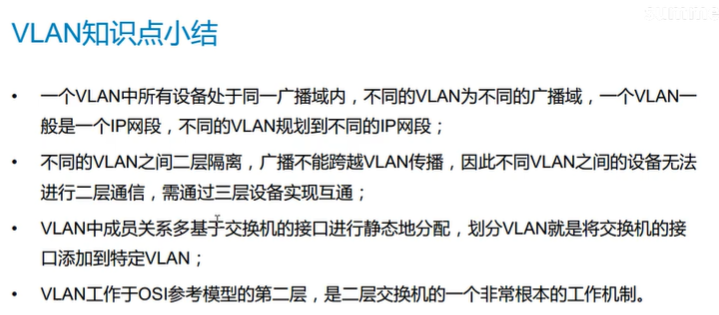 VLAN知识点小结
• 一个VLAN中所有设备处于同一广播域内，不同的VLAN为不同的广播域，一个VLAN一
般是一个IP网段，不同的VLAN规划到不同的IP网段；
• 不同的VLAN之间二层隔离，广播不能跨越VLAN传播，因此不同VLAN之间的设备无法
进行二层通信，需通过三层设备实现互通；
• VLAN中成员关系多基于交换机的接口进行静态地分配，划分VLAN就是将交换机的接
口添加到特定VLAN；
• VLAN工作于OSI参考模型的第二层，是二层交换机的一个非常根本的工作机制。